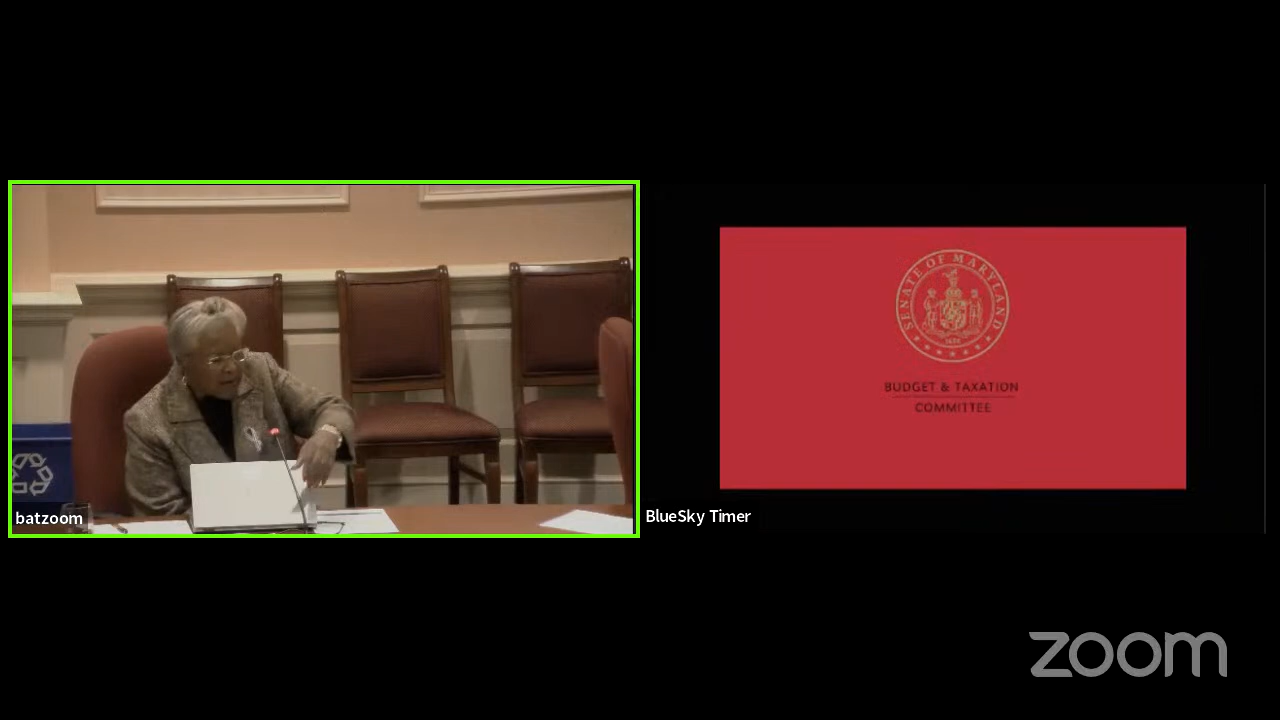 SENATE OF MARYLAND
BUDGET & TAXATION
COMMITTEE
batzoom
BlueSky Timer
zoom